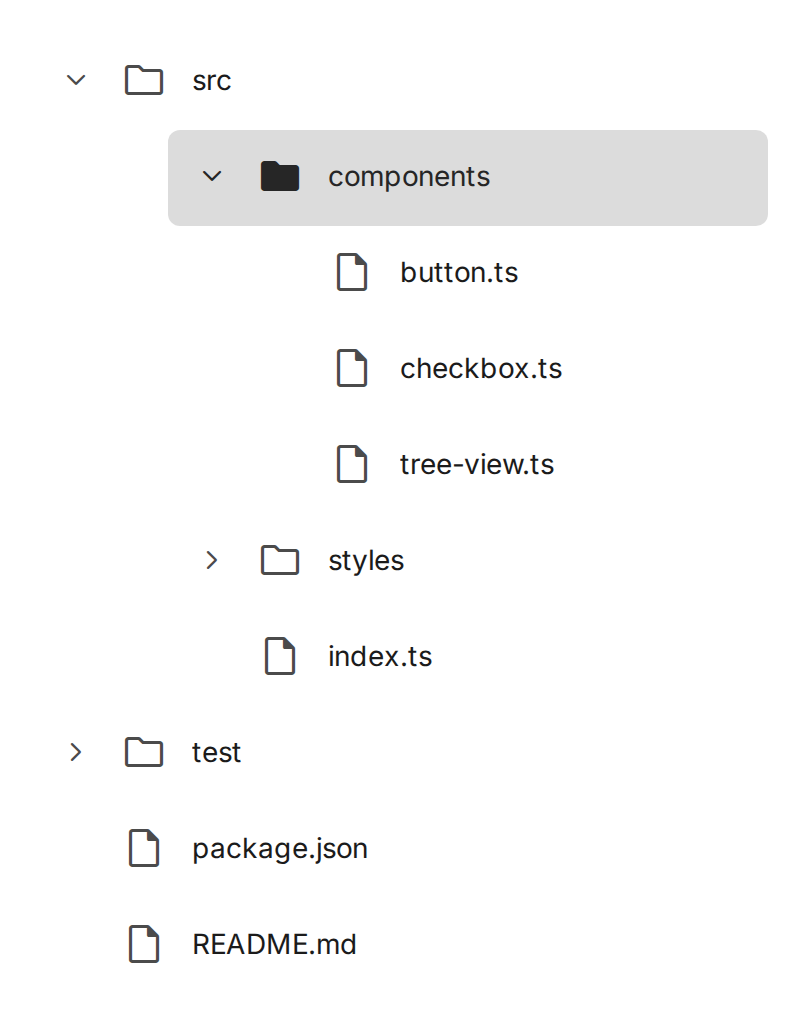 src
components
button.ts
checkbox.ts
tree-view.ts
styles
index.ts
test
package.json
README.md